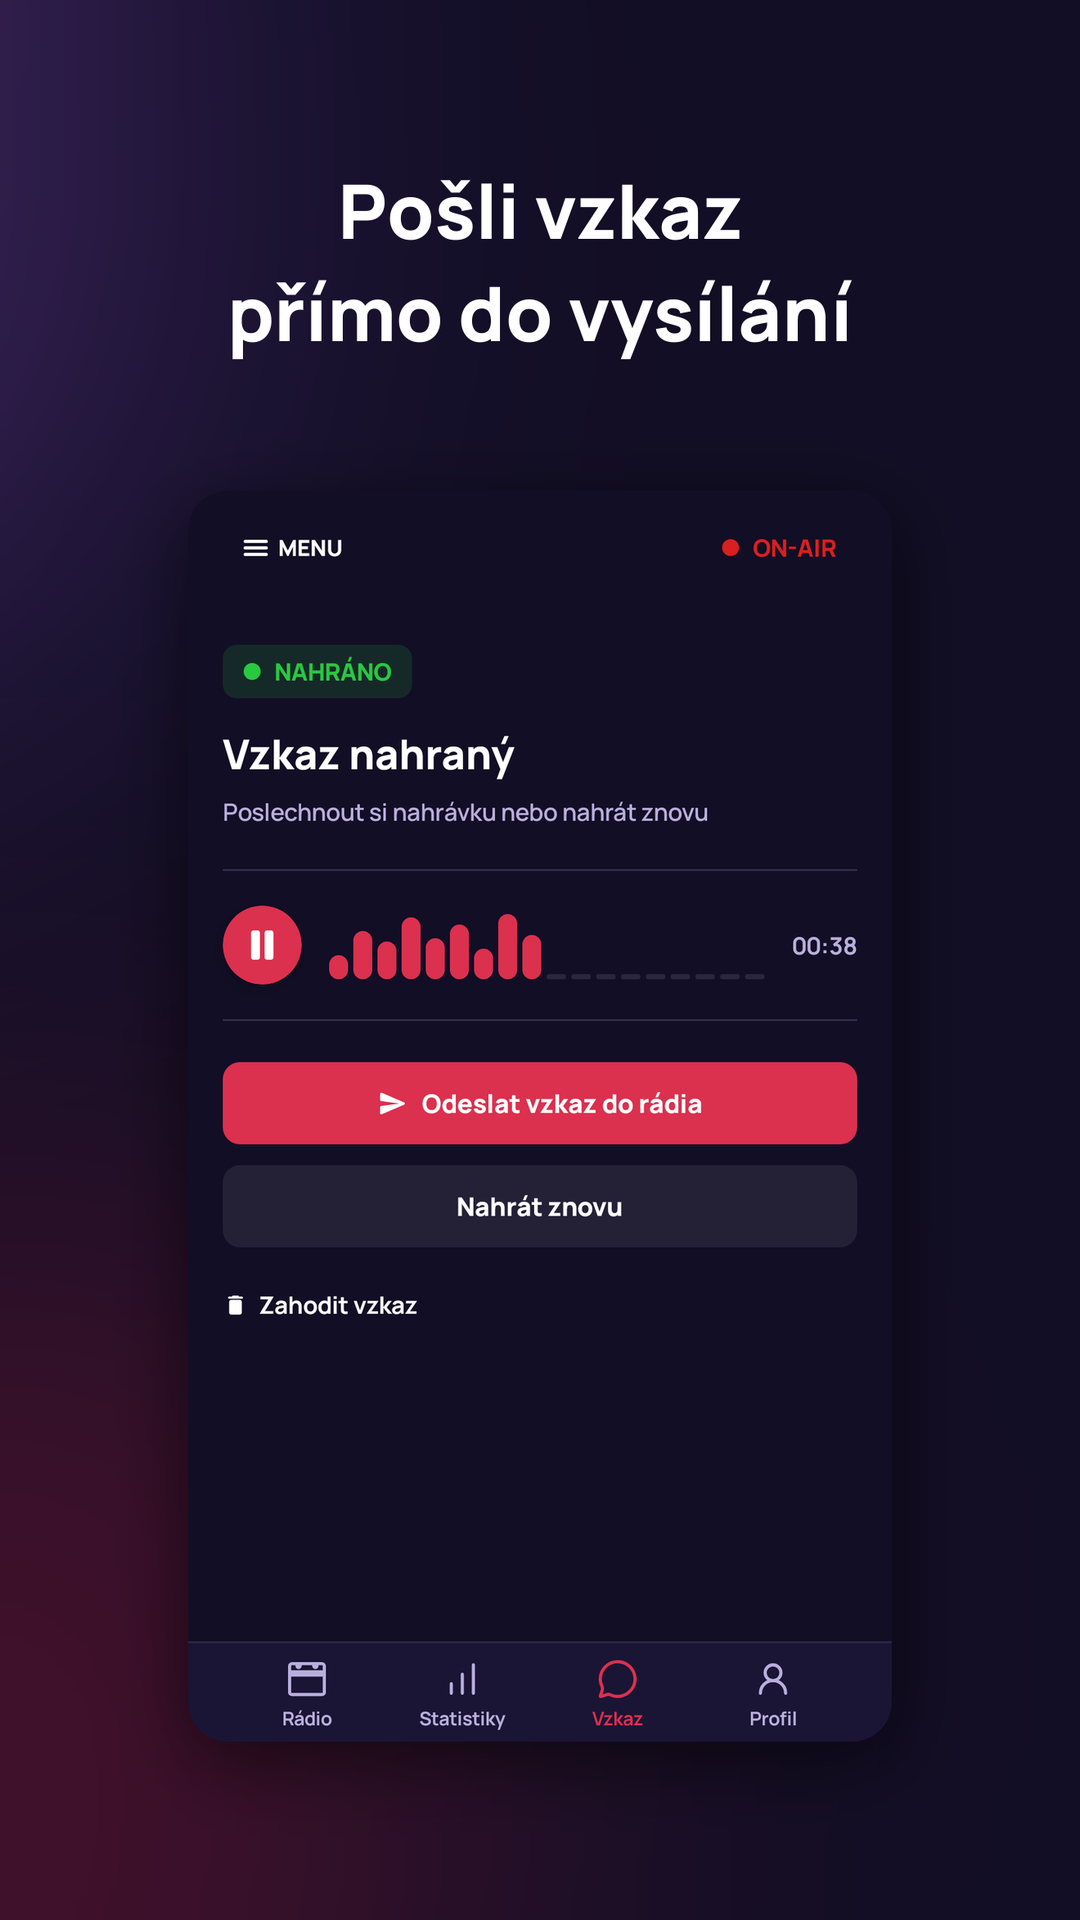 Pošli vzkaz
přímo do vysílání
MENU
ON-AIR
NAHRÁNO
Vzkaz nahraný
Poslechnout si nahrávku nebo nahrát znovu
00:38
Odeslat vzkaz do rádia
Nahrát znovu
Zahodit vzkaz
Rádio
Statistiky
Vzkaz
Profil